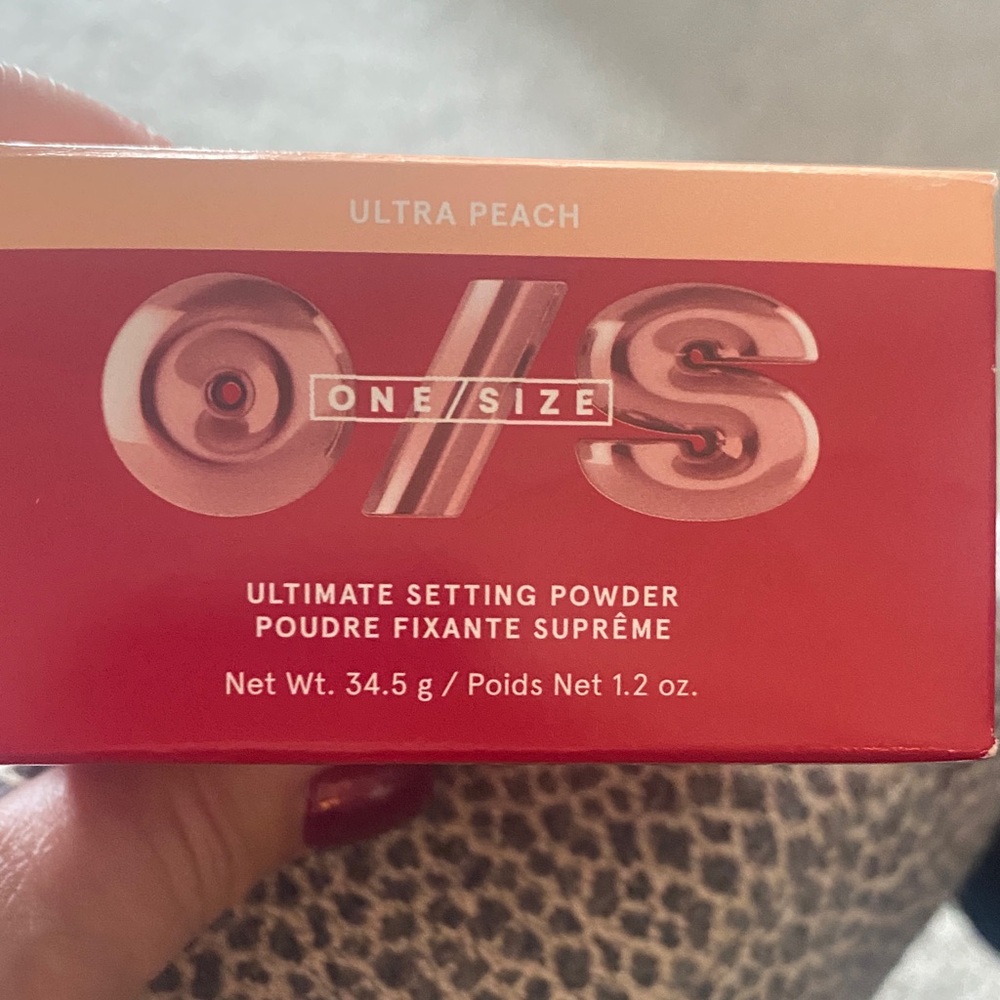 ULTRA PEACH
O/S
ONE/SIZE
ULTIMATE SETTING POWDER
POUDRE FIXANTE SUPRÊME
Net Wt. 34.5 g / Poids Net 1.2 oz.